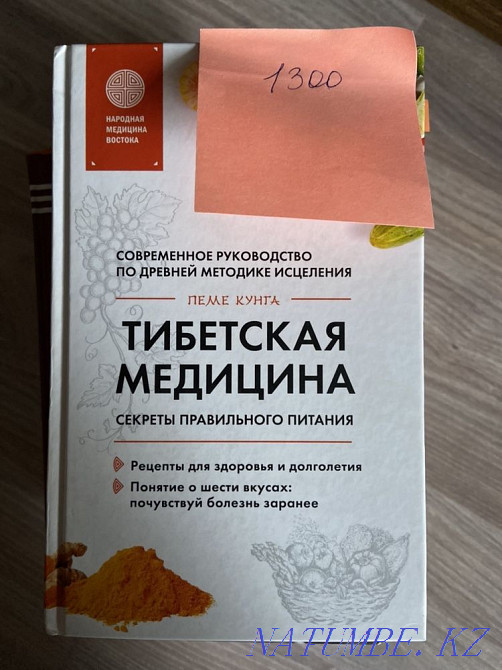 1300
НАРОДНАЯ
МЕДИЦИНА
ВОСТОКА
СОВРЕМЕННОЕ РУКОВОДСТВО
ПО ДРЕВНЕЙ МЕТОДИКЕ ИСЦЕЛЕНИЯ
ПЕМЕ КУНГА
ТИБЕТСКАЯ
МЕДИЦИНА
СЕКРЕТЫ ПРАВИЛЬНОГО ПИТАНИЯ
Рецепты для здоровья и долголетия
Понятие о шести вкусах:
почувствуй болезнь заранее
NATUMBE.KZ